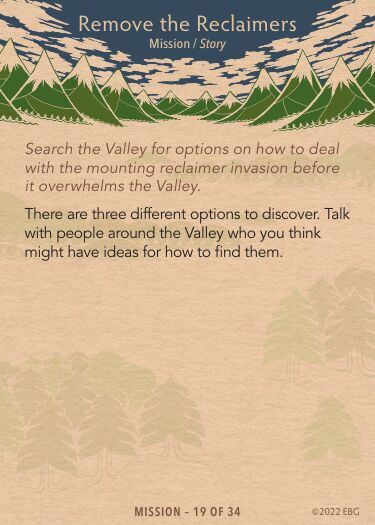 Remove the Reclaimers
Mission / Story
Search the Valley for options on how to deal
with the mounting reclaimer invasion before
it overwhelms the Valley.
There are three different options to discover. Talk
with people around the Valley who you think
might have ideas for how to find them.
MISSION – 19 OF 34
©2022 EBG